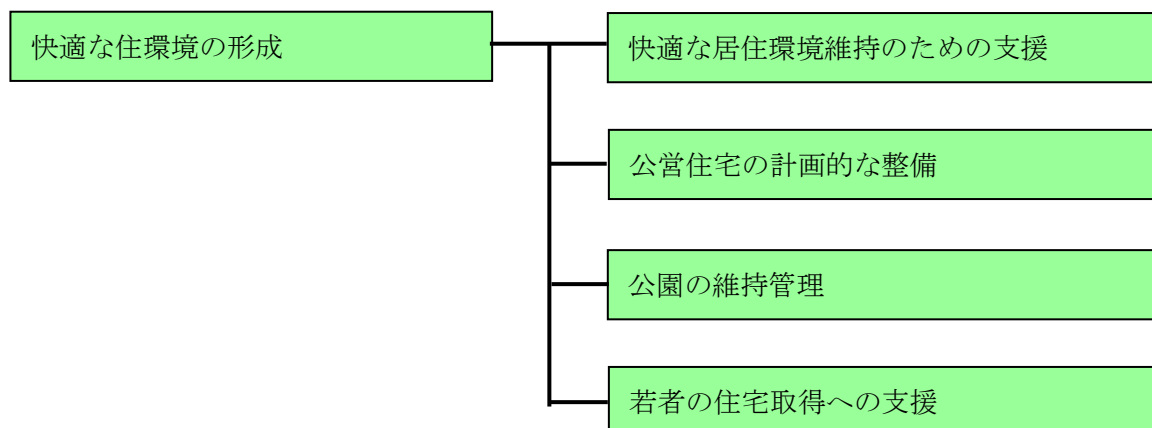 快適な住環境の形成
快適な居住環境維持のための支援
公営住宅の計画的な整備
公園の維持管理
若者の住宅取得への支援